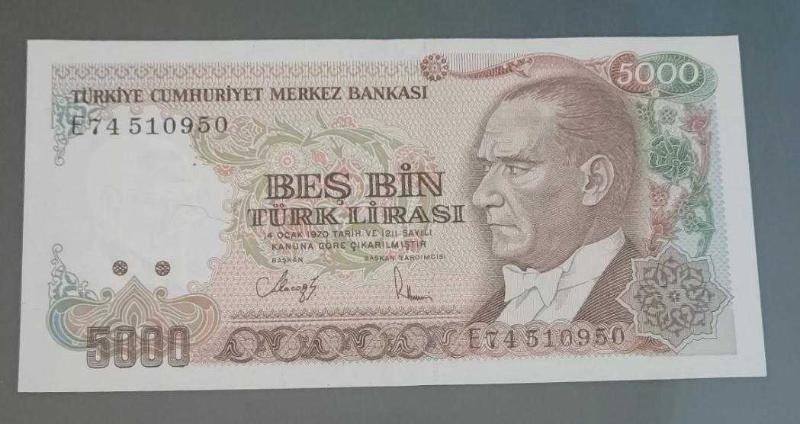 5000
TÜRKİYE CUMHURİYET MERKEZ BANKASI
E74 510950
BEŞ BİN
TÜRK LİRASI
14 OCAK 1970 TARİH VE 1211 SAYILI
KANUNA GÖRE ÇIKARILMIŞTIR
BAŞKAN BAŞKAN YARDIMCISI
E74 510950
5000